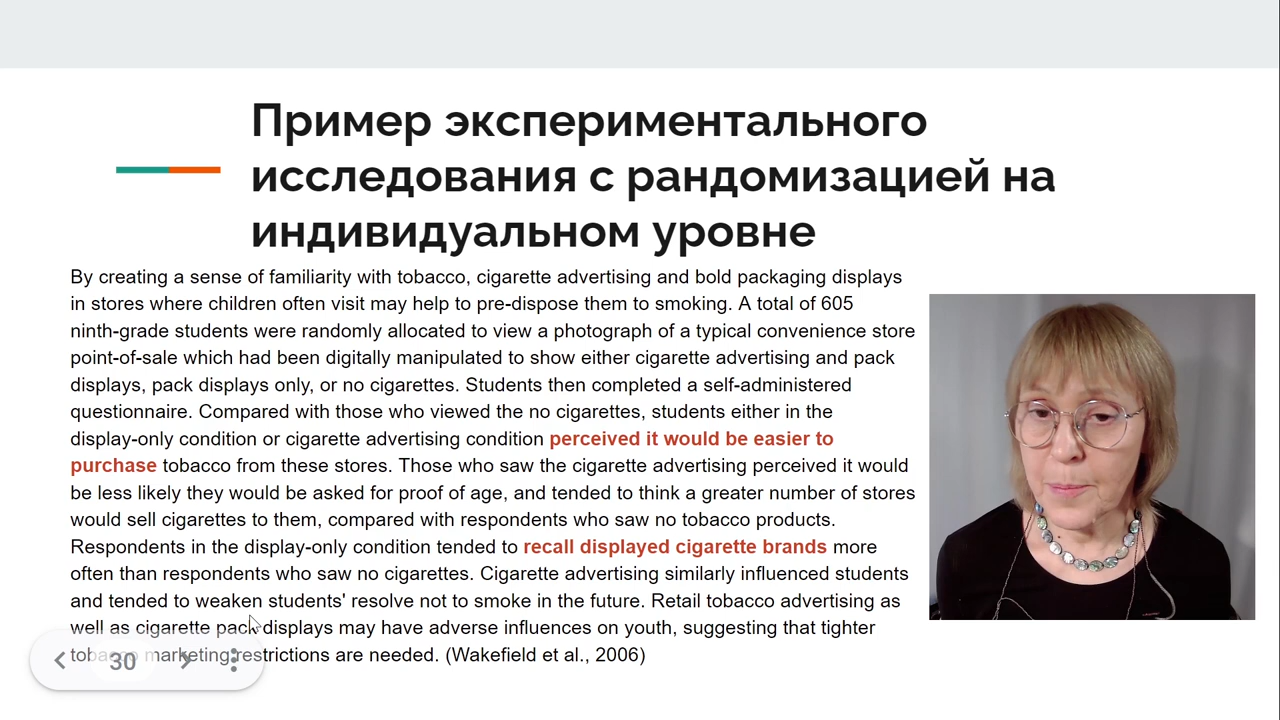 Пример экспериментального
исследования с рандомизацией на
индивидуальном уровне
By creating a sense of familiarity with tobacco, cigarette advertising and bold packaging displays
in stores where children often visit may help to pre-dispose them to smoking. A total of 605
ninth-grade students were randomly allocated to view a photograph of a typical convenience store
point-of-sale which had been digitally manipulated to show either cigarette advertising and pack
displays, pack displays only, or no cigarettes. Students then completed a self-administered
questionnaire. Compared with those who viewed the no cigarettes, students either in the
display-only condition or cigarette advertising condition perceived it would be easier to
purchase tobacco from these stores. Those who saw the cigarette advertising perceived it would
be less likely they would be asked for proof of age, and tended to think a greater number of stores
would sell cigarettes to them, compared with respondents who saw no tobacco products.
Respondents in the display-only condition tended to recall displayed cigarette brands more
often than respondents who saw no cigarettes. Cigarette advertising similarly influenced students
and tended to weaken students' resolve not to smoke in the future. Retail tobacco advertising as
well as cigarette pack displays may have adverse influences on youth, suggesting that tighter
tobacco marketing restrictions are needed. (Wakefield et al., 2006)
30